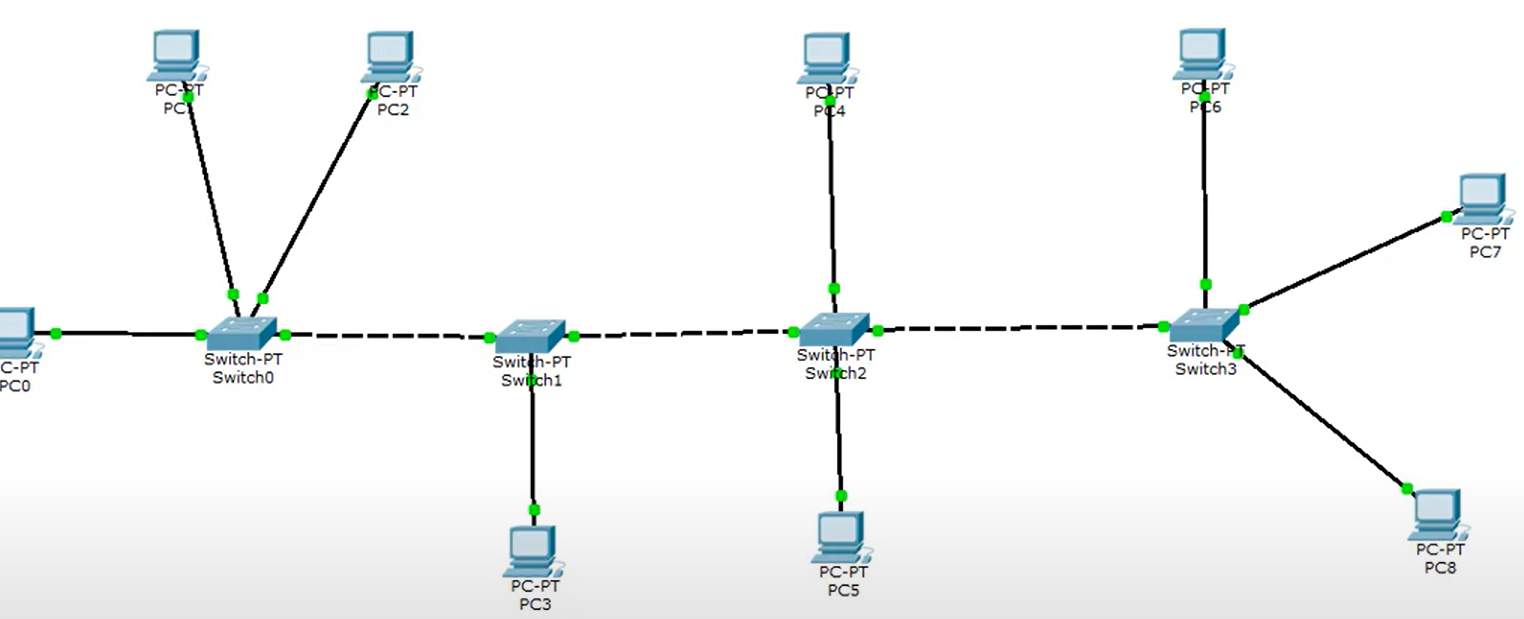 PC-PT
PC1
PC-PT
PC2
PC-PT
PC4
PC-PT
PC6
PC-PT
PC7
C-PT
PC0
Switch-PT
Switch0
Switch-PT
Switch1
Switch-PT
Switch2
Switch-PT
Switch3
PC-PT
PC3
PC-PT
PC5
PC-PT
PC8